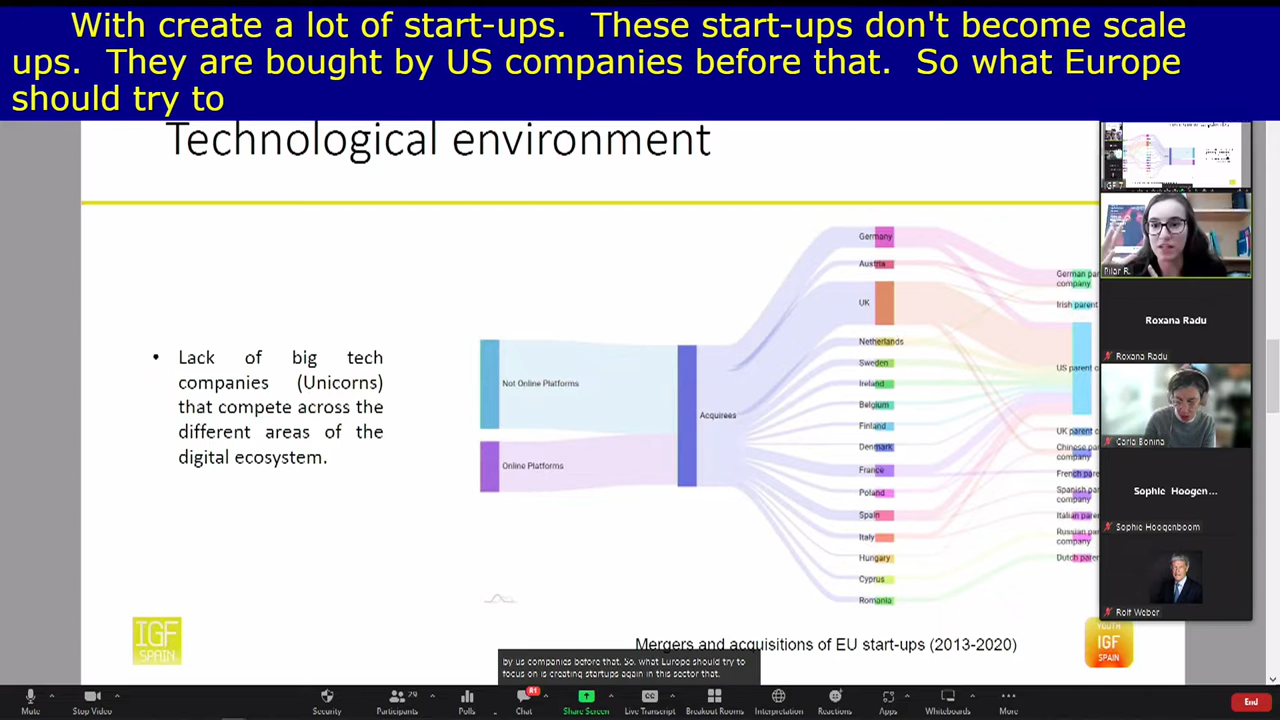 With create a lot of start-ups.  These start-ups don't become scale
ups.  They are bought by US companies before that.  So what Europe
should try to
Technological environment
Lack of big tech
companies (Unicorns)
that compete across the
different areas of the
digital ecosystem.
Not Online Platforms
Online Platforms
Acquirees
Germany
Austria
UK
Netherlands
Sweden
Ireland
Belgium
Finland
Denmark
France
Poland
Spain
Italy
Hungary
Cyprus
Romania
German pa
company
Irish parent
US parent c
UK parent c
Chinese par
company
French pare
Spanish par
company
Italian pare
Russian par
company
Dutch paren
Mergers and acquisitions of EU start-ups (2013-2020)
IGF
SPAIN
YOUTH
IGF
SPAIN
by us companies before that. So, what Europe should try to
focus on is creating startups again in this sector that.
Pilar R.
Roxana Radu
Roxana Radu
Carla Bonina
Sophie Hoogen...
Sophie Hoogenboom
Rolf Weber
Mute
Stop Video
Security
Participants
29
Polls
Chat
R1
Share Screen
CC
Live Transcript
Breakout Rooms
Interpretation
Reactions
Apps
Whiteboards
More
End